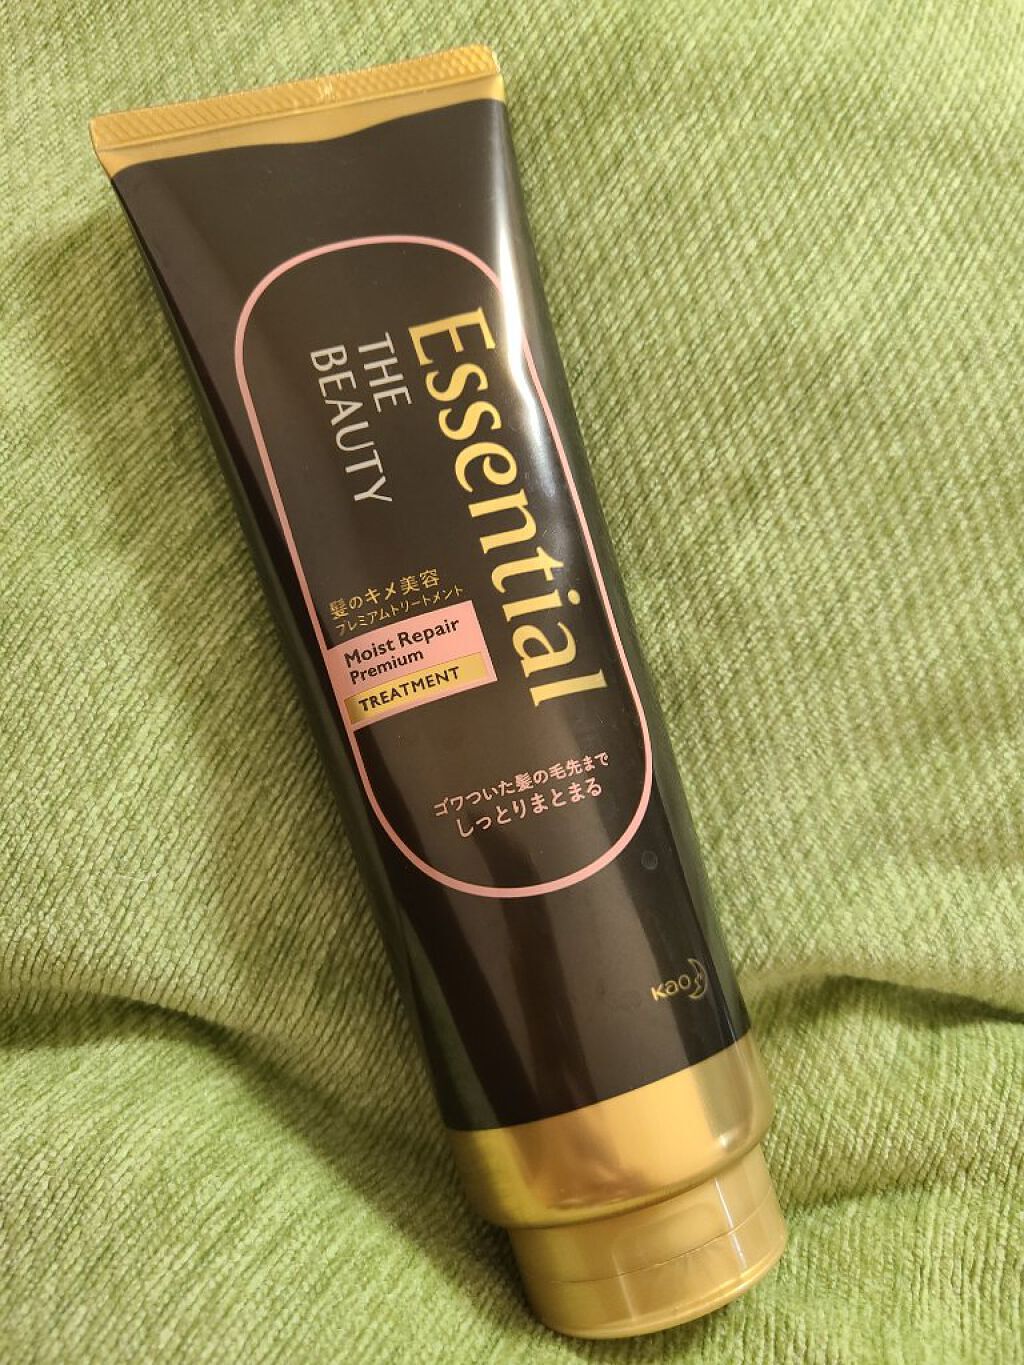 Essential
THE
BEAUTY
髪のキメ美容
プレミアムトリートメント
Moist Repair
Premium
TREATMENT
ゴワついた髪の毛先まで
しっとりまとまる
Kao